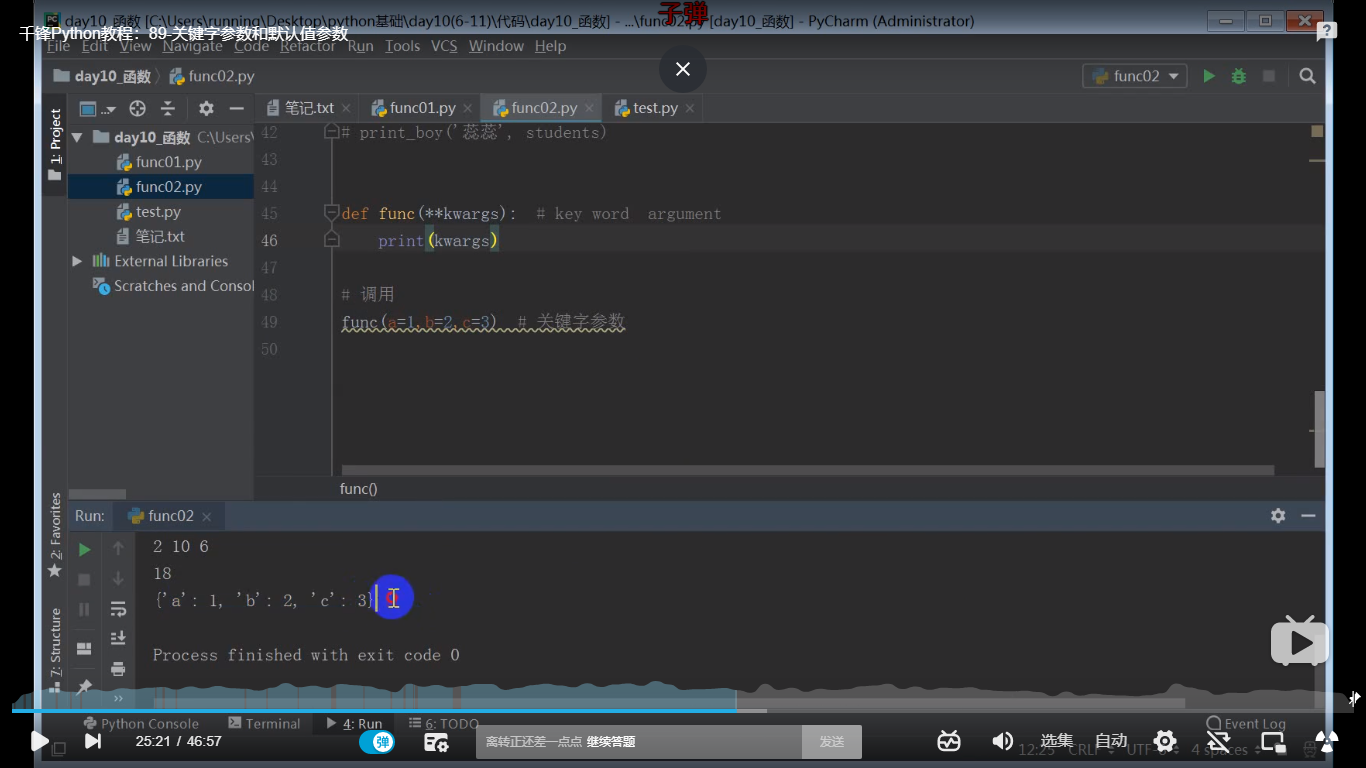 子弹
day10_函数 [C:\Users\running\Desktop\python基础\day10(6-11)\代码\day10_函数] - ...\func02.py [day10_函数] - PyCharm (Administrator)
千锋Python教程：89-关键字参数和默认值参数
File Edit View Navigate Code Refactor Run Tools VCS Window Help
day10_函数 func02.py
func02
笔记.txt func01.py func02.py test.py
1: Project
day10_函数 C:\Users\
func01.py
func02.py
test.py
笔记.txt
External Libraries
Scratches and Consol
42 # print_boy('蕊蕊', students)
43
44
45 def func(**kwargs): # key word argument
46 print(kwargs)
47
48 # 调用
49 func(a=1,b=2,c=3) # 关键字参数
50
func()
2: Favorites
7: Structure
Run: func02
2 10 6
18
{'a': 1, 'b': 2, 'c': 3}
Process finished with exit code 0
Python Console Terminal 4: Run 6: TODO Event Log
25:21 / 46:57 弹 离转正还差一点点 继续答题 发送 选集 自动
12:25 CRLF UTF-8 4 spaces